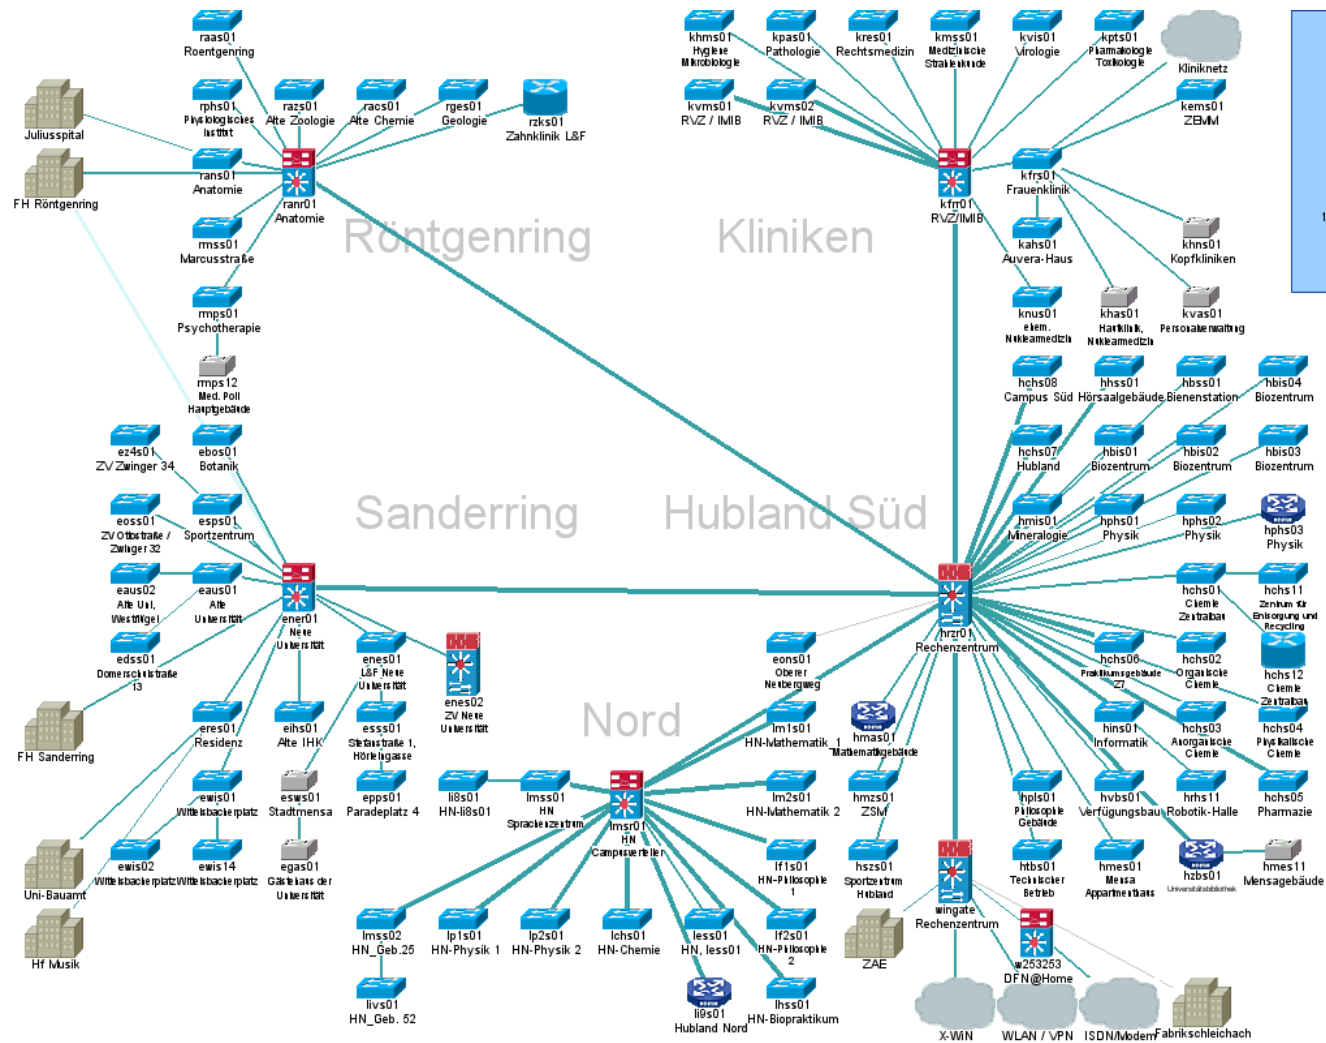 raas01
Roentgenring
khms01
Hygiene
Mikrobiologie
kpas01
Pathologie
kres01
Rechtsmedizin
kmss01
Medizinische
Strahlenkunde
kvis01
Virologie
kpts01
Pharmakologie
Toxikologie
Kliniknetz
Juliusspital
rphs01
Physiologisches
Institut
razs01
Alte Zoologie
racs01
Alte Chemie
rges01
Geologie
rzks01
Zahnklinik L&F
kvms01
RVZ / IMIB
kvms02
RVZ / IMIB
kems01
ZEMM
FH Röntgenring
rans01
Anatomie
ranr01
Anatomie
kfrr01
RVZ/IMIB
kfrs01
Frauenklinik
Röntgenring
Kliniken
rmss01
Marcusstraße
kahs01
Auvera-Haus
khns01
Kopfkliniken
1
rmps01
Psychotherapie
knus01
ehem.
Nuklearmedizin
khas01
Hautklinik,
Nuklearmedizin
kvas01
Personalverwaltung
rmps12
Med. Poli
Hauptgebäude
hchs08
Campus Süd
hhss01
Hörsaalgebäude
hbss01
Bienenstation
hbis04
Biozentrum
ez4s01
ZV Zwinger 34
ebos01
Botanik
hchs07
Hubland
hbis01
Biozentrum
hbis02
Biozentrum
hbis03
Biozentrum
Sanderring
Hubland Süd
eoss01
ZV Ottostraße /
Zwinger 32
esps01
Sportzentrum
hmis01
Mineralogie
hphs01
Physik
hphs02
Physik
hphs03
Physik
eaus02
Alte Uni,
Westflügel
eaus01
Alte
Universität
ener01
Neue
Universität
hrzr01
Rechenzentrum
hchs01
Chemie
Zentralbau
hchs11
Zentrum für
Entsorgung und
Recycling
edss01
Domerschulstraße
13
enes01
L&F Neue
Universität
enes02
ZV Neue
Universität
eons01
Oberer
Neubergweg
hchs06
Praktikumsgebäude
Z7
hchs02
Organische
Chemie
hchs12
Chemie
Zentralbau
FH Sanderring
eres01
Residenz
eihs01
Alte IHK
esss01
Stefanstraße 1,
Hörleingasse
Nord
lm1s01
HN-Mathematik 1
hmas01
Mathematikgebäude
hins01
Informatik
hchs03
Anorganische
Chemie
hchs04
Physikalische
Chemie
ewis01
Wittelsbacherplatz
esws01
Stadtmensa
epps01
Paradeplatz 4
li8s01
HN-li8s01
lmss01
HN
Sprachenzentrum
lmsr01
HN
Campusverteiler
lm2s01
HN-Mathematik 2
hmzs01
ZSM
hpls01
Philosophie
Gebäude
hvbs01
Verfügungsbau
hrhs11
Robotik-Halle
hchs05
Pharmazie
Uni-Bauamt
ewis02
Wittelsbacherplatz
ewis14
Wittelsbacherplatz
egas01
Gästehaus der
Universität
lf1s01
HN-Philosophie
1
hszs01
Sportzentrum
Hubland
wingate
Rechenzentrum
htbs01
Technischer
Betrieb
hmes01
Mensa
Appartmenthaus
hzbs01
Universitätsbibliothek
hmes11
Mensagebäude
Hf Musik
lmss02
HN_Geb.25
lp1s01
HN-Physik 1
lp2s01
HN-Physik 2
lchs01
HN-Chemie
less01
HN, less01
lf2s01
HN-Philosophie
2
ZAE
w253253
DFN@Home
livs01
HN_Geb. 52
li9s01
Hubland Nord
lhss01
HN-Biopraktikum
X-WiN
WLAN / VPN
ISDN/Modem
Fabrikschleichach